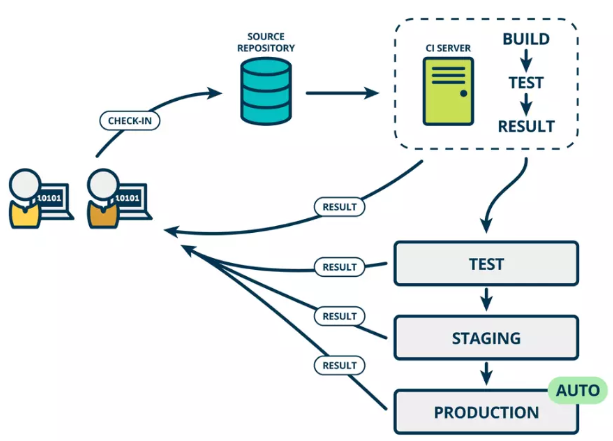 SOURCE
REPOSITORY
CI SERVER
BUILD
TEST
RESULT
CHECK-IN
10101
10101
RESULT
RESULT
TEST
RESULT
STAGING
RESULT
AUTO
PRODUCTION